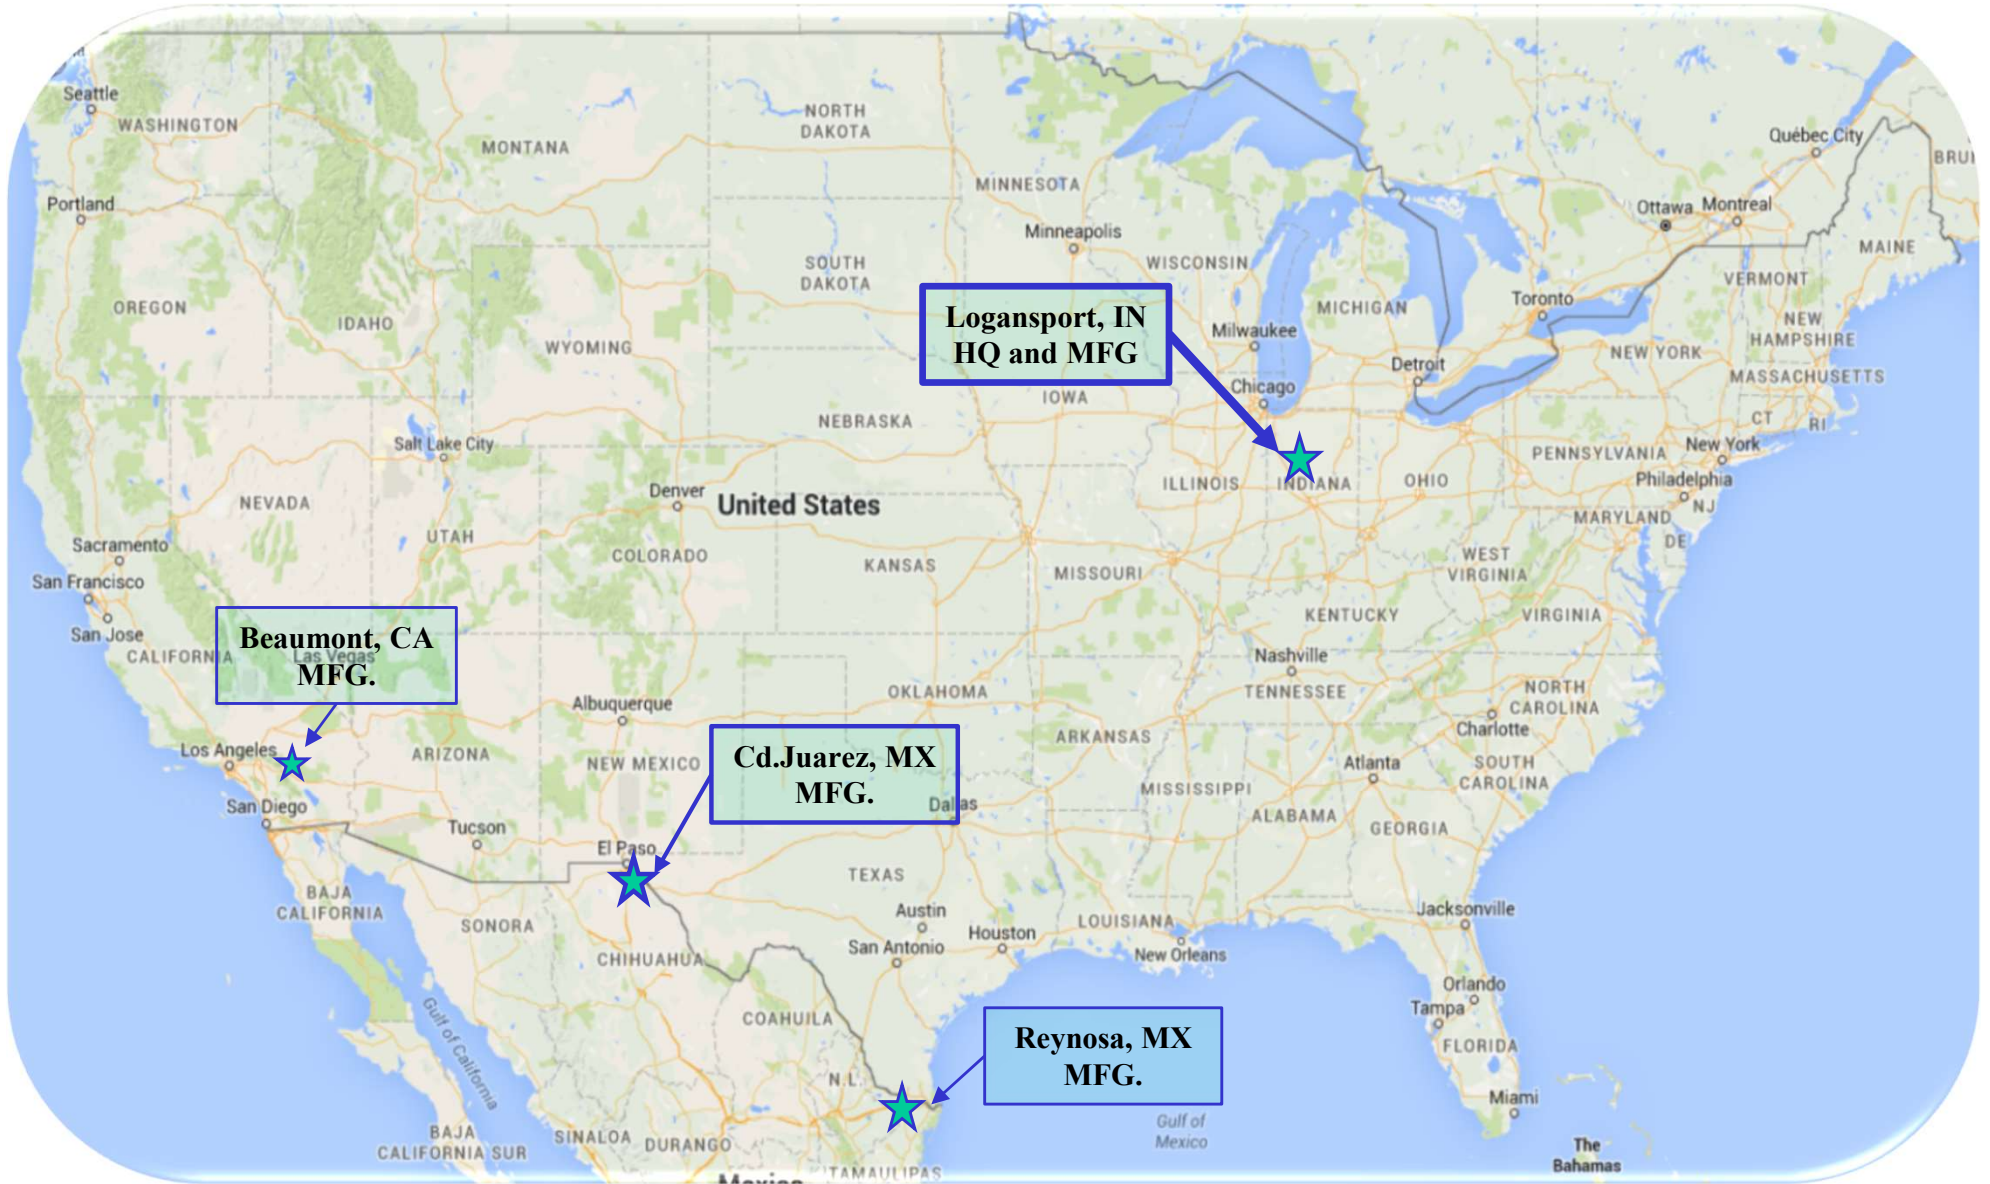 Seattle
WASHINGTON
MONTANA
NORTH
DAKOTA
MINNESOTA
Québec City
Ottawa
Montreal
MAINE
Portland
Minneapolis
WISCONSIN
SOUTH
DAKOTA
VERMONT
OREGON
IDAHO
WYOMING
Logansport, IN
HQ and MFG
MICHIGAN
Toronto
Milwaukee
NEW
HAMPSHIRE
NEW YORK
Detroit
MASSACHUSETTS
Chicago
IOWA
NEBRASKA
CT
RI
Salt Lake City
PENNSYLVANIA
New York
Philadelphia
NEVADA
Denver
United States
ILLINOIS
INDIANA
OHIO
NJ
MARYLAND
DE
UTAH
COLORADO
KANSAS
MISSOURI
WEST
VIRGINIA
Sacramento
San Francisco
San Jose
KENTUCKY
VIRGINIA
CALIFORNIA
Beaumont, CA
Las Vegas
MFG.
Nashville
TENNESSEE
NORTH
CAROLINA
Charlotte
OKLAHOMA
Albuquerque
Los Angeles
ARIZONA
NEW MEXICO
Cd.Juarez, MX
MFG.
ARKANSAS
Atlanta
SOUTH
CAROLINA
San Diego
Dallas
MISSISSIPPI
ALABAMA
GEORGIA
Tucson
El Paso
TEXAS
BAJA
CALIFORNIA
SONORA
Austin
San Antonio
Houston
LOUISIANA
New Orleans
Jacksonville
CHIHUAHUA
Orlando
Tampa
COAHUILA
FLORIDA
Gulf of California
Reynosa, MX
MFG.
N.L.
Miami
Gulf of
Mexico
BAJA
CALIFORNIA SUR
SINALOA
DURANGO
TAMAULIPAS
Mexico
The
Bahamas